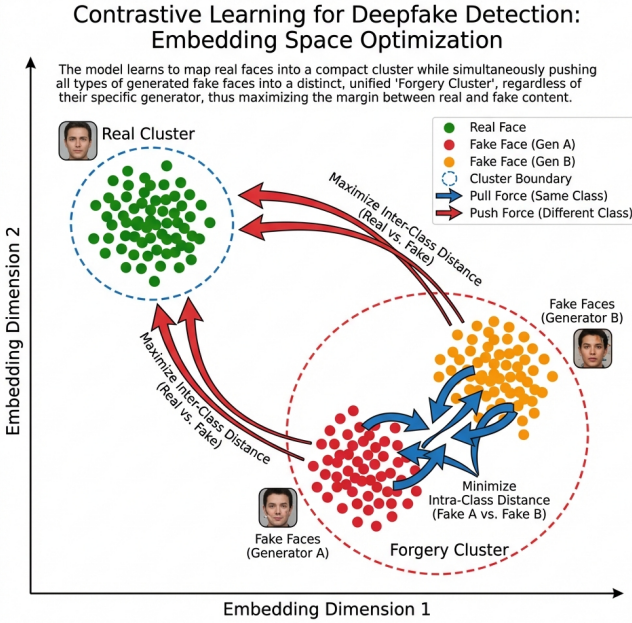 Contrastive Learning for Deepfake Detection:
Embedding Space Optimization
The model learns to map real faces into a compact cluster while simultaneously pushing
all types of generated fake faces into a distinct, unified 'Forgery Cluster', regardless of
their specific generator, thus maximizing the margin between real and fake content.
Real Cluster
Real Face
Fake Face (Gen A)
Fake Face (Gen B)
Cluster Boundary
Pull Force (Same Class)
Push Force (Different Class)
Maximize Inter-Class Distance
(Real vs. Fake)
Fake Faces
(Generator B)
Maximize Inter-Class Distance
(Real vs. Fake)
Minimize
Intra-Class Distance
(Fake A vs. Fake B)
Fake Faces
(Generator A)
Forgery Cluster
Embedding Dimension 2
Embedding Dimension 1